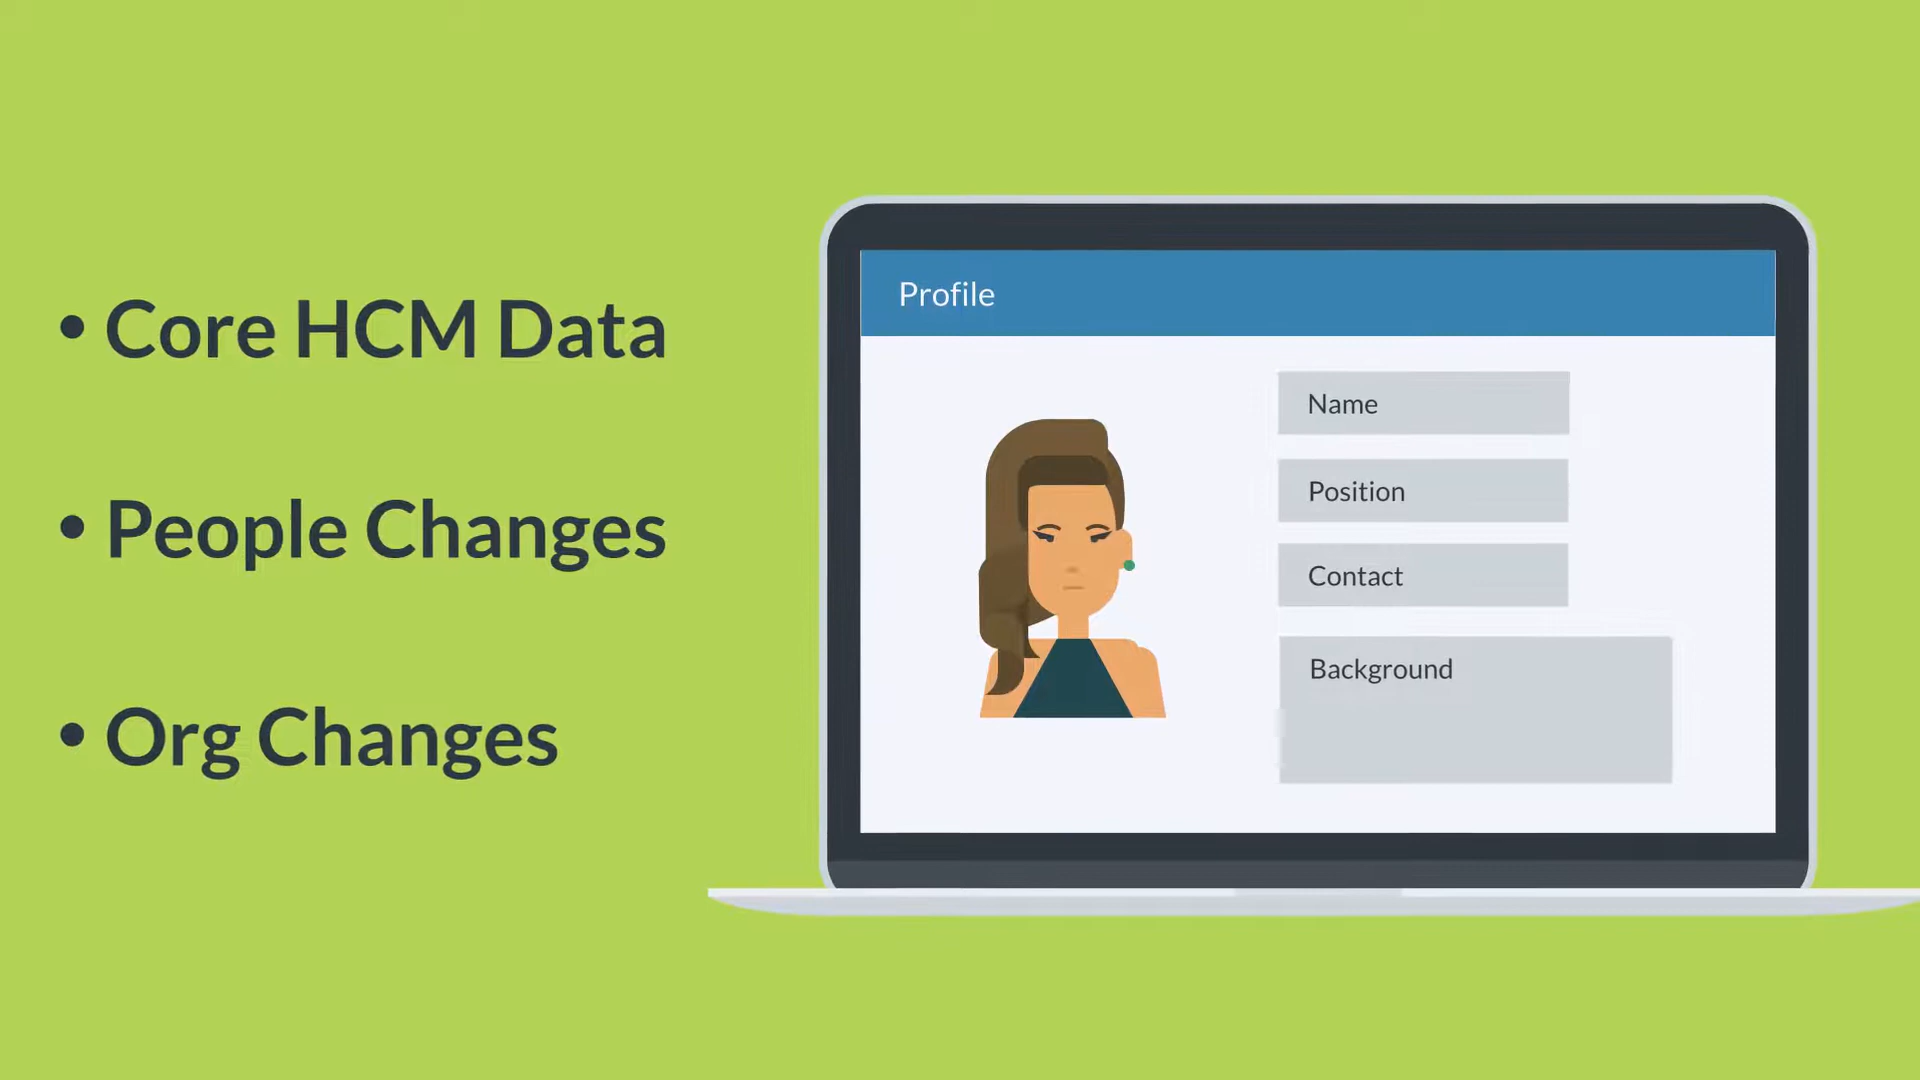 • Core HCM Data
• People Changes
• Org Changes
Profile
Name
Position
Contact
Background